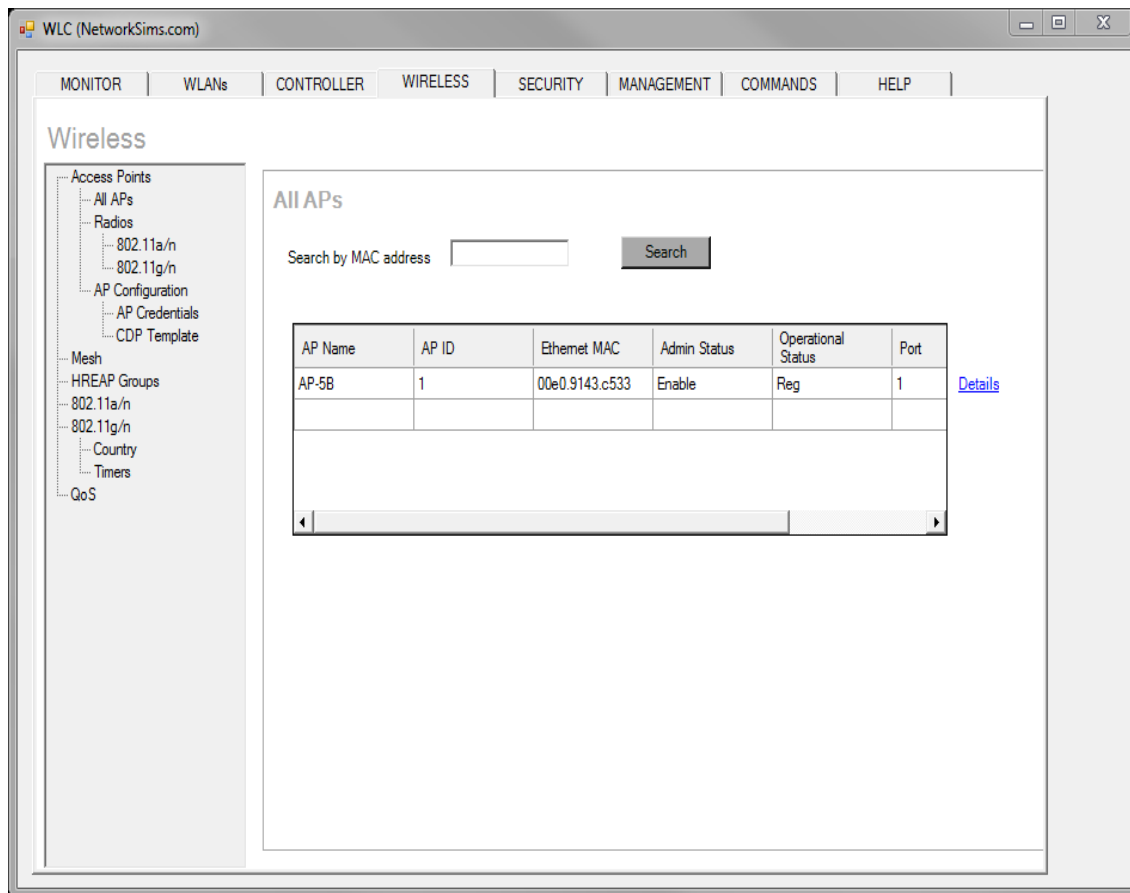 WLC (NetworkSims.com)
MONITOR WLANs CONTROLLER WIRELESS SECURITY MANAGEMENT COMMANDS HELP
Wireless
Access Points
All APs
Radios
802.11a/n
802.11g/n
AP Configuration
AP Credentials
CDP Template
Mesh
HREAP Groups
802.11a/n
802.11g/n
Country
Timers
QoS
All APs
Search by MAC address Search
AP Name AP ID Ethernet MAC Admin Status Operational Status Port
AP-5B 1 00e0.9143.c533 Enable Reg 1 Details